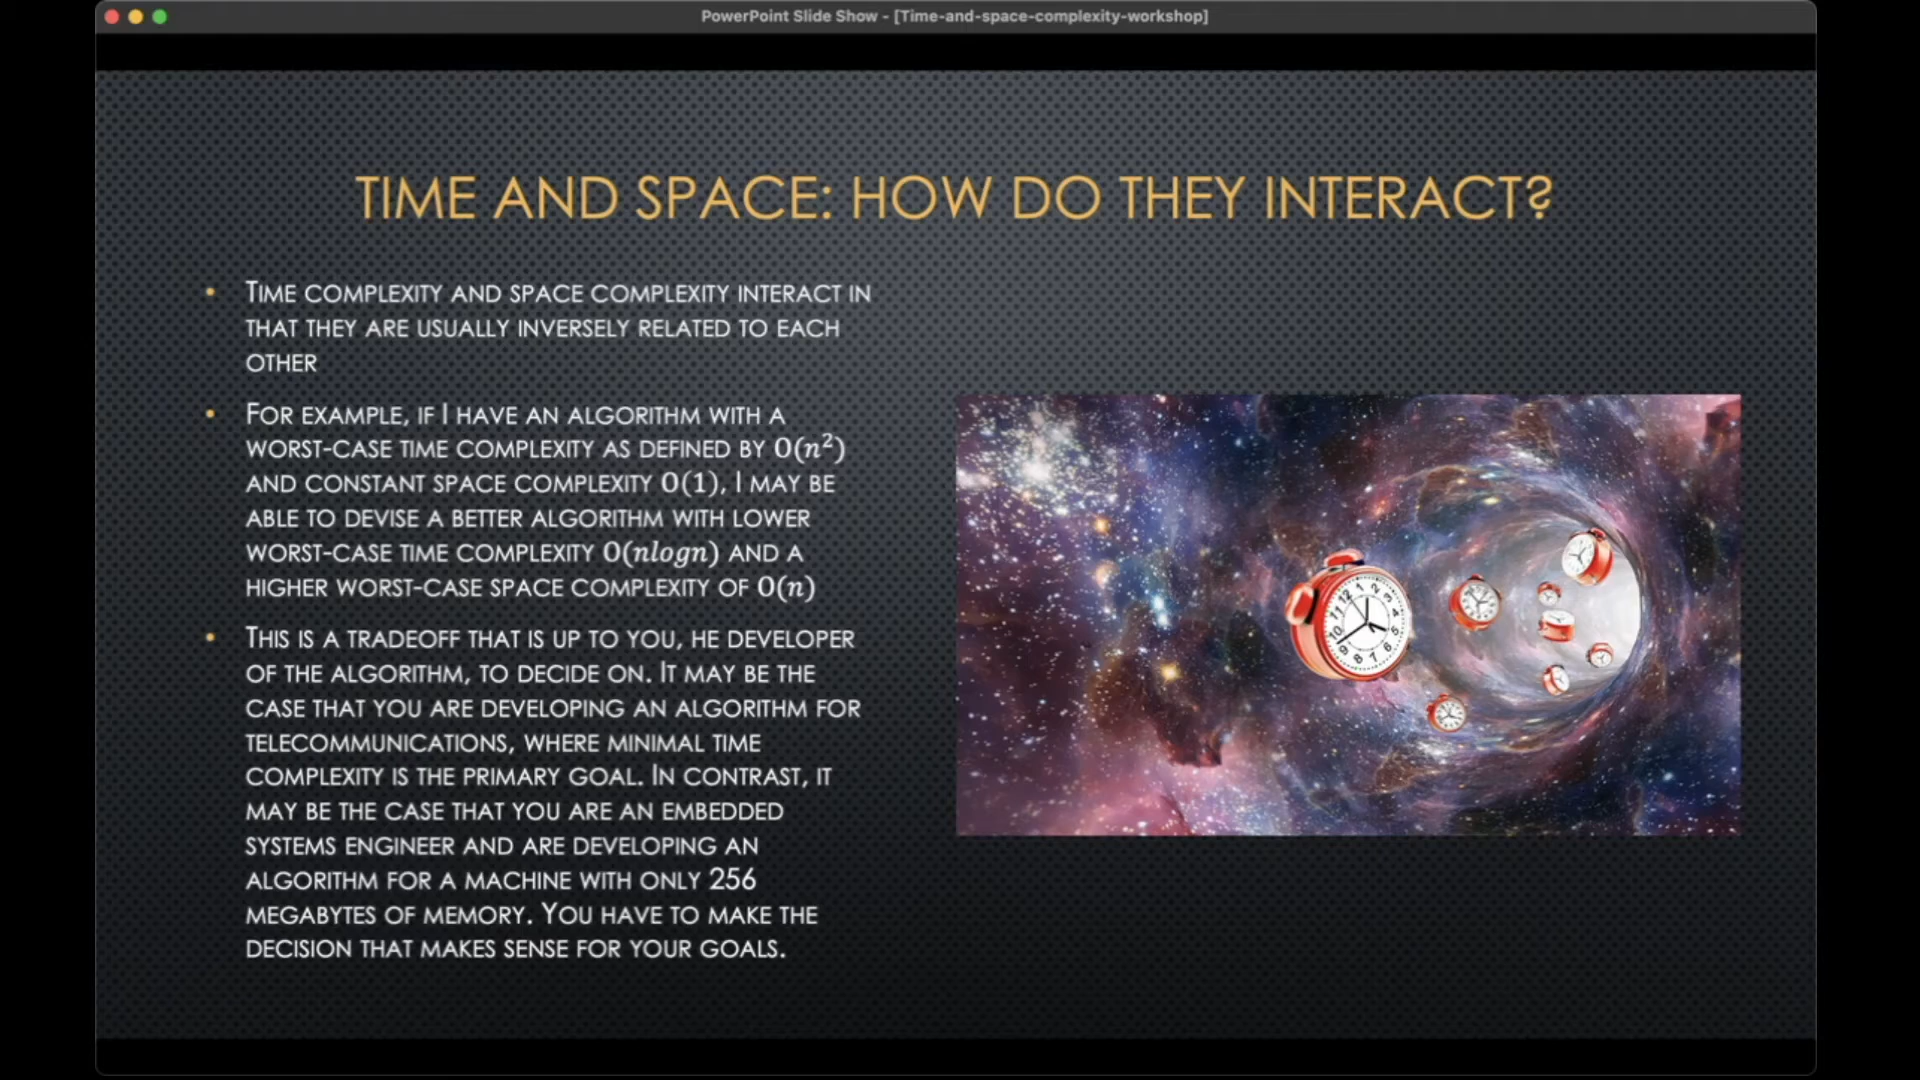 PowerPoint Slide Show - [Time-and-space-complexity-workshop]
TIME AND SPACE: HOW DO THEY INTERACT?
• TIME COMPLEXITY AND SPACE COMPLEXITY INTERACT IN
THAT THEY ARE USUALLY INVERSELY RELATED TO EACH
OTHER
• FOR EXAMPLE, IF I HAVE AN ALGORITHM WITH A
WORST-CASE TIME COMPLEXITY AS DEFINED BY O(n²)
AND CONSTANT SPACE COMPLEXITY O(1), I MAY BE
ABLE TO DEVISE A BETTER ALGORITHM WITH LOWER
WORST-CASE TIME COMPLEXITY O(nlogn) AND A
HIGHER WORST-CASE SPACE COMPLEXITY OF O(n)
• THIS IS A TRADEOFF THAT IS UP TO YOU, HE DEVELOPER
OF THE ALGORITHM, TO DECIDE ON. IT MAY BE THE
CASE THAT YOU ARE DEVELOPING AN ALGORITHM FOR
TELECOMMUNICATIONS, WHERE MINIMAL TIME
COMPLEXITY IS THE PRIMARY GOAL. IN CONTRAST, IT
MAY BE THE CASE THAT YOU ARE AN EMBEDDED
SYSTEMS ENGINEER AND ARE DEVELOPING AN
ALGORITHM FOR A MACHINE WITH ONLY 256
MEGABYTES OF MEMORY. YOU HAVE TO MAKE THE
DECISION THAT MAKES SENSE FOR YOUR GOALS.